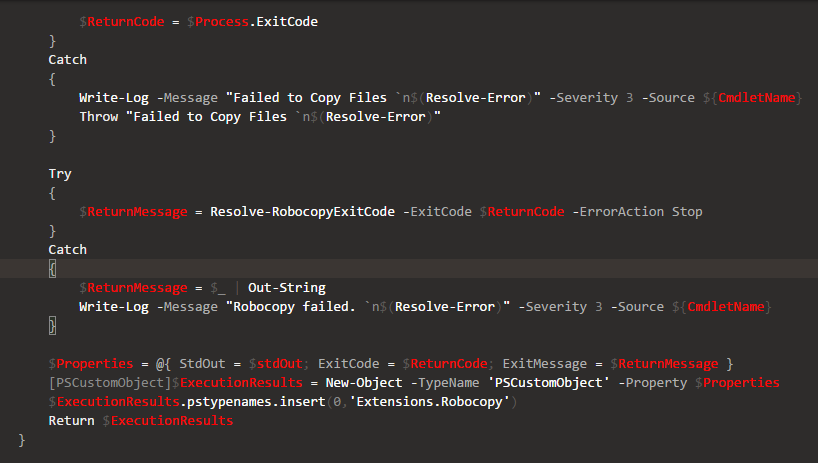 $ReturnCode = $Process.ExitCode
}
Catch
{
Write-Log -Message "Failed to Copy Files `n$(Resolve-Error)" -Severity 3 -Source ${CmdletName}
Throw "Failed to Copy Files `n$(Resolve-Error)"
}
Try
{
$ReturnMessage = Resolve-RobocopyExitCode -ExitCode $ReturnCode -ErrorAction Stop
}
Catch
{
$ReturnMessage = $_ | Out-String
Write-Log -Message "Robocopy failed. `n$(Resolve-Error)" -Severity 3 -Source ${CmdletName}
}
$Properties = @{ StdOut = $stdOut; ExitCode = $ReturnCode; ExitMessage = $ReturnMessage }
[PSCustomObject]$ExecutionResults = New-Object -TypeName 'PSCustomObject' -Property $Properties
$ExecutionResults.pstypenames.insert(0,'Extensions.Robocopy')
Return $ExecutionResults
}